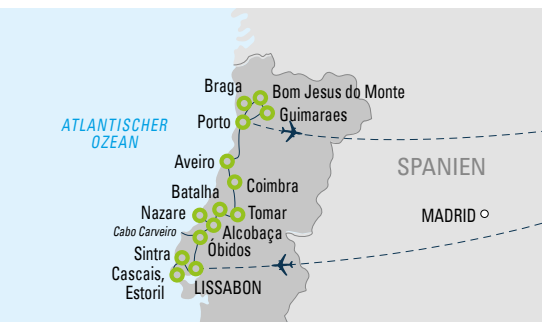 Braga
Bom Jesus do Monte
Guimaraes
Porto
ATLANTISCHER
OZEAN
Aveiro
SPANIEN
Coimbra
Batalha
Nazare
Tomar
MADRID
Cabo Carveiro
Alcobaça
Óbidos
Sintra
Cascais,
Estoril
LISSABON